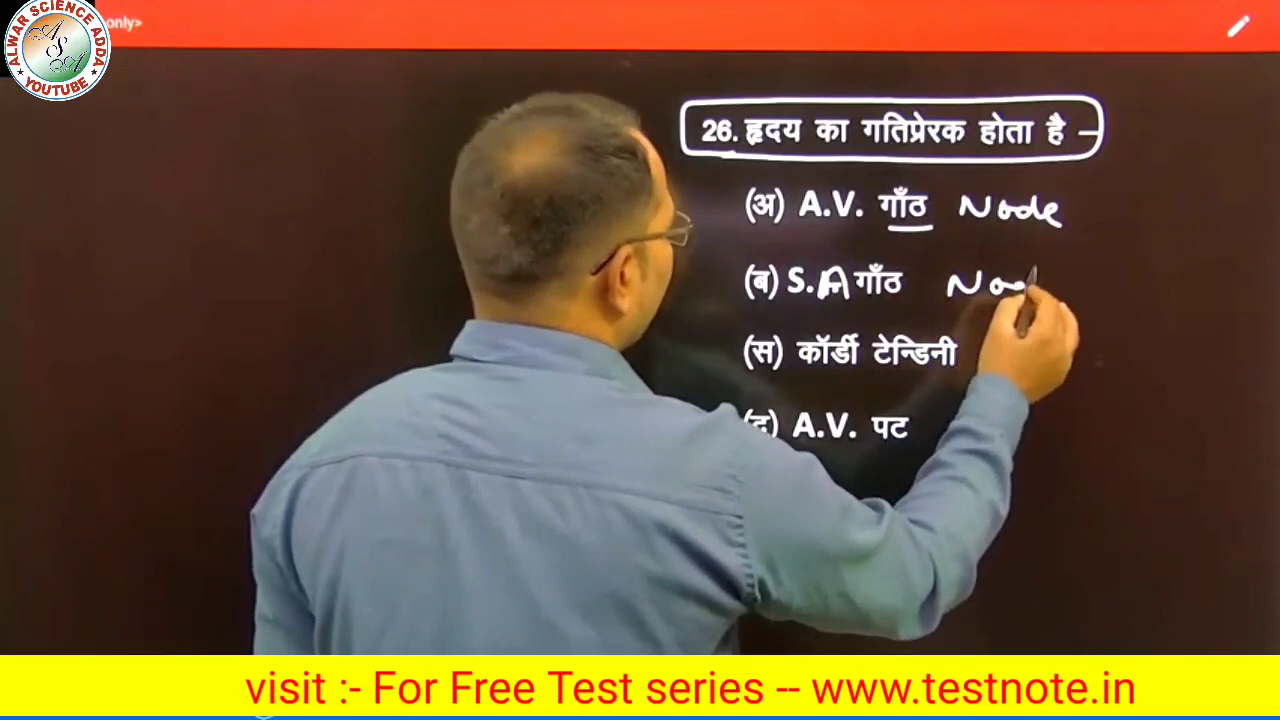 only>
ALWAR SCIENCE ADDA
A S A
YOUTUBE
26. हृदय का गतिप्रेरक होता है –
(अ) A.V. गाँठ Node
(ब) S.A गाँठ No
(स) कॉर्डी टेन्डिनी
(द) A.V. पट
visit :- For Free Test series -- www.testnote.in